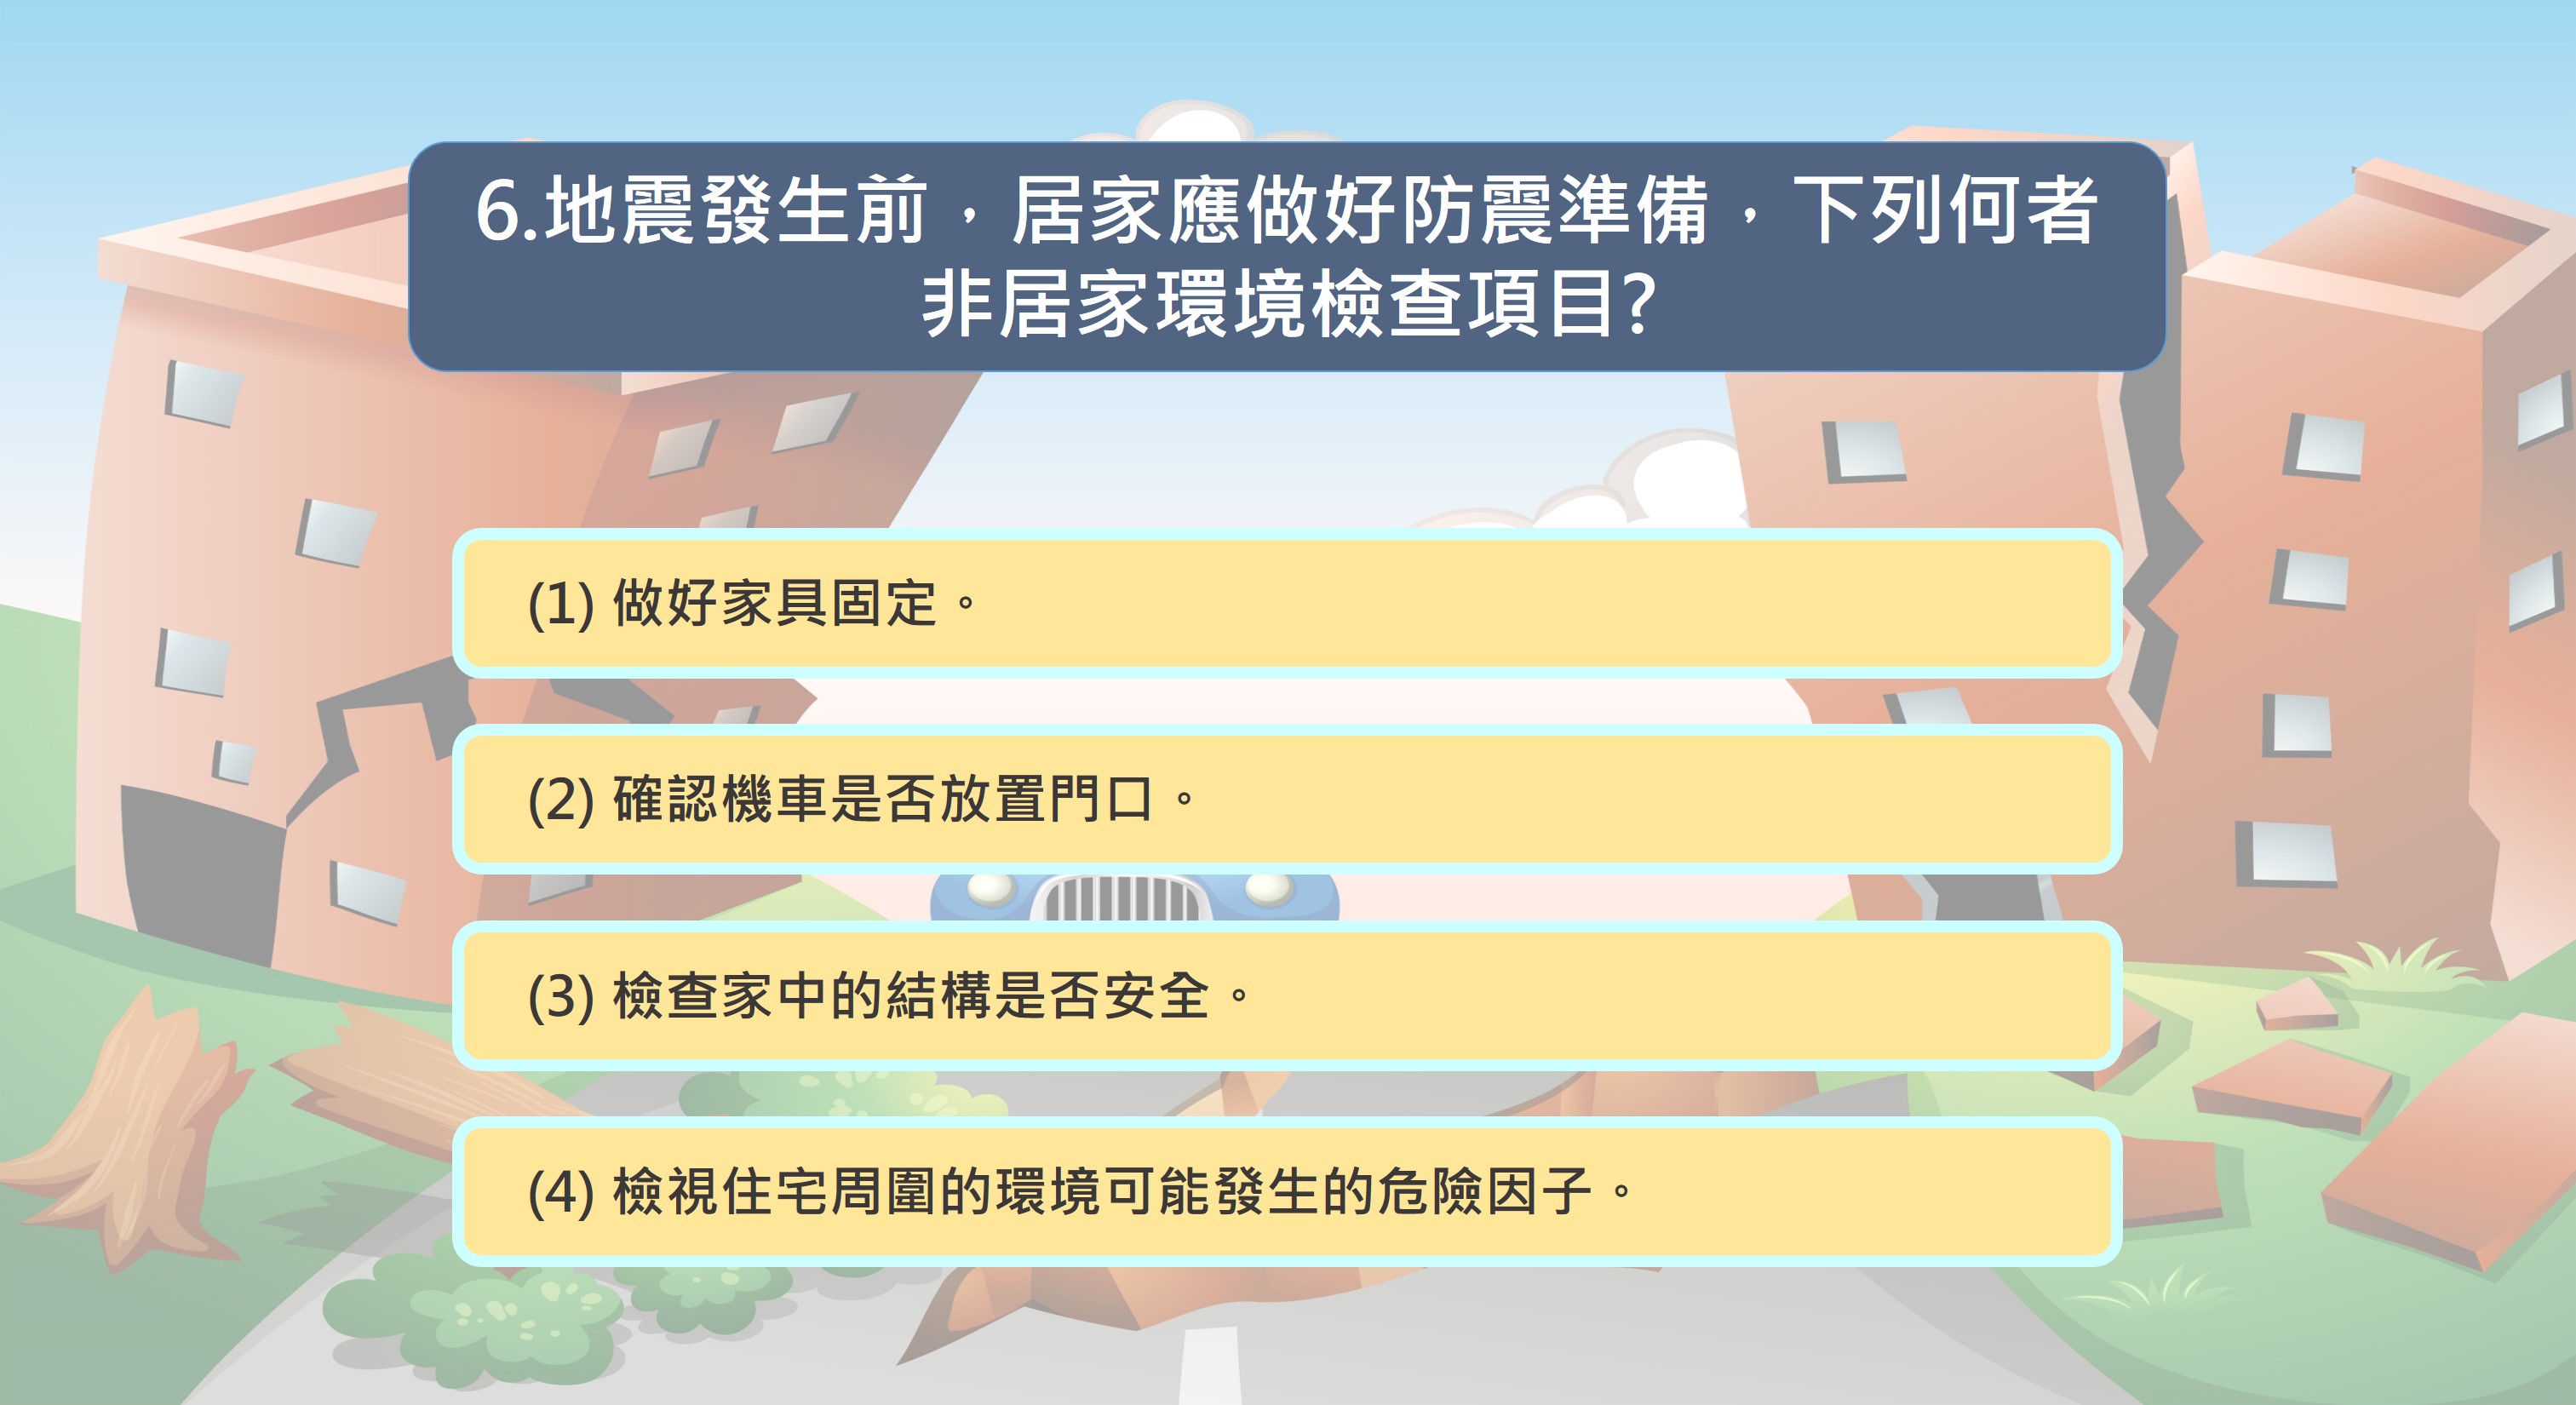 6.地震發生前，居家應做好防震準備，下列何者
非居家環境檢查項目?
(1) 做好家具固定。
(2) 確認機車是否放置門口。
(3) 檢查家中的結構是否安全。
(4) 檢視住宅周圍的環境可能發生的危險因子。